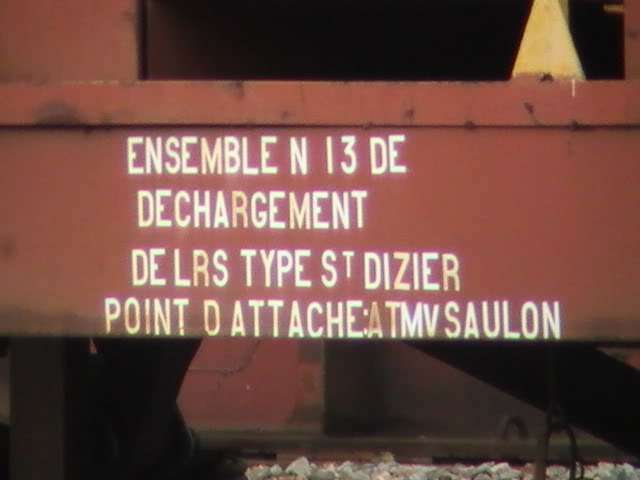 ENSEMBLE N 13 DE
DECHARGEMENT
DE LRS TYPE ST DIZIER
POINT D ATTACHE:ATMV SAULON